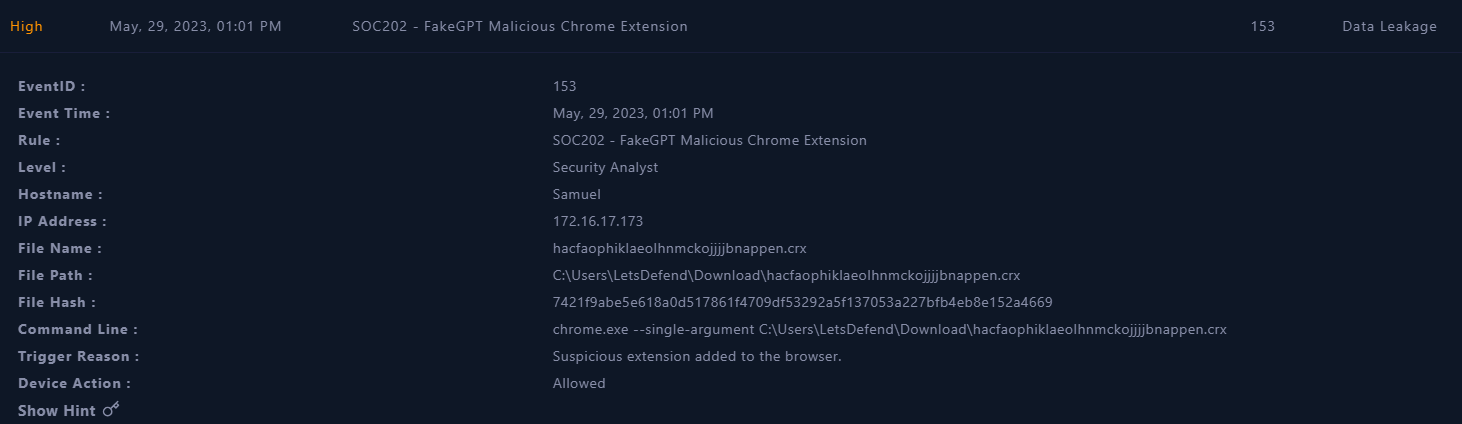 High May, 29, 2023, 01:01 PM SOC202 - FakeGPT Malicious Chrome Extension 153 Data Leakage
EventID : 153
Event Time : May, 29, 2023, 01:01 PM
Rule : SOC202 - FakeGPT Malicious Chrome Extension
Level : Security Analyst
Hostname : Samuel
IP Address : 172.16.17.173
File Name : hacfaophiklaeolhnmckojjjjbnappen.crx
File Path : C:\Users\LetsDefend\Download\hacfaophiklaeolhnmckojjjjbnappen.crx
File Hash : 7421f9abe5e618a0d517861f4709df53292a5f137053a227bfb4eb8e152a4669
Command Line : chrome.exe --single-argument C:\Users\LetsDefend\Download\hacfaophiklaeolhnmckojjjjbnappen.crx
Trigger Reason : Suspicious extension added to the browser.
Device Action : Allowed
Show Hint